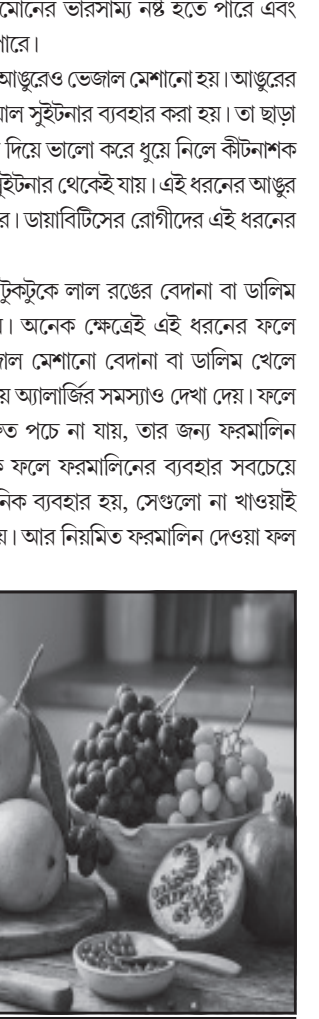 মোনের ভারসাম্য নষ্ট হতে পারে এবং
পারে।
আঙুরেও ভেজাল মেশানো হয়। আঙুরের
সুইটনার ব্যবহার করা হয়। তা ছাড়া
দিয়ে ভালো করে ধুয়ে নিলে কীটনাশক
সুইটনার থেকেই যায়। এই ধরনের আঙুর
র। ডায়াবিটিসের রোগীদের এই ধরনের
টুকটুকে লাল রঙের বেদানা বা ডালিম
। অনেক ক্ষেত্রেই এই ধরনের ফলে
মেশানো বেদানা বা ডালিম খেলে
য় অ্যালার্জির সমস্যাও দেখা দেয়। ফলে
ত পচে না যায়, তার জন্য ফরমালিন
ফলে ফরমালিনের ব্যবহার সবচেয়ে
নিক ব্যবহার হয়, সেগুলো না খাওয়াই
য়। আর নিয়মিত ফরমালিন দেওয়া ফল